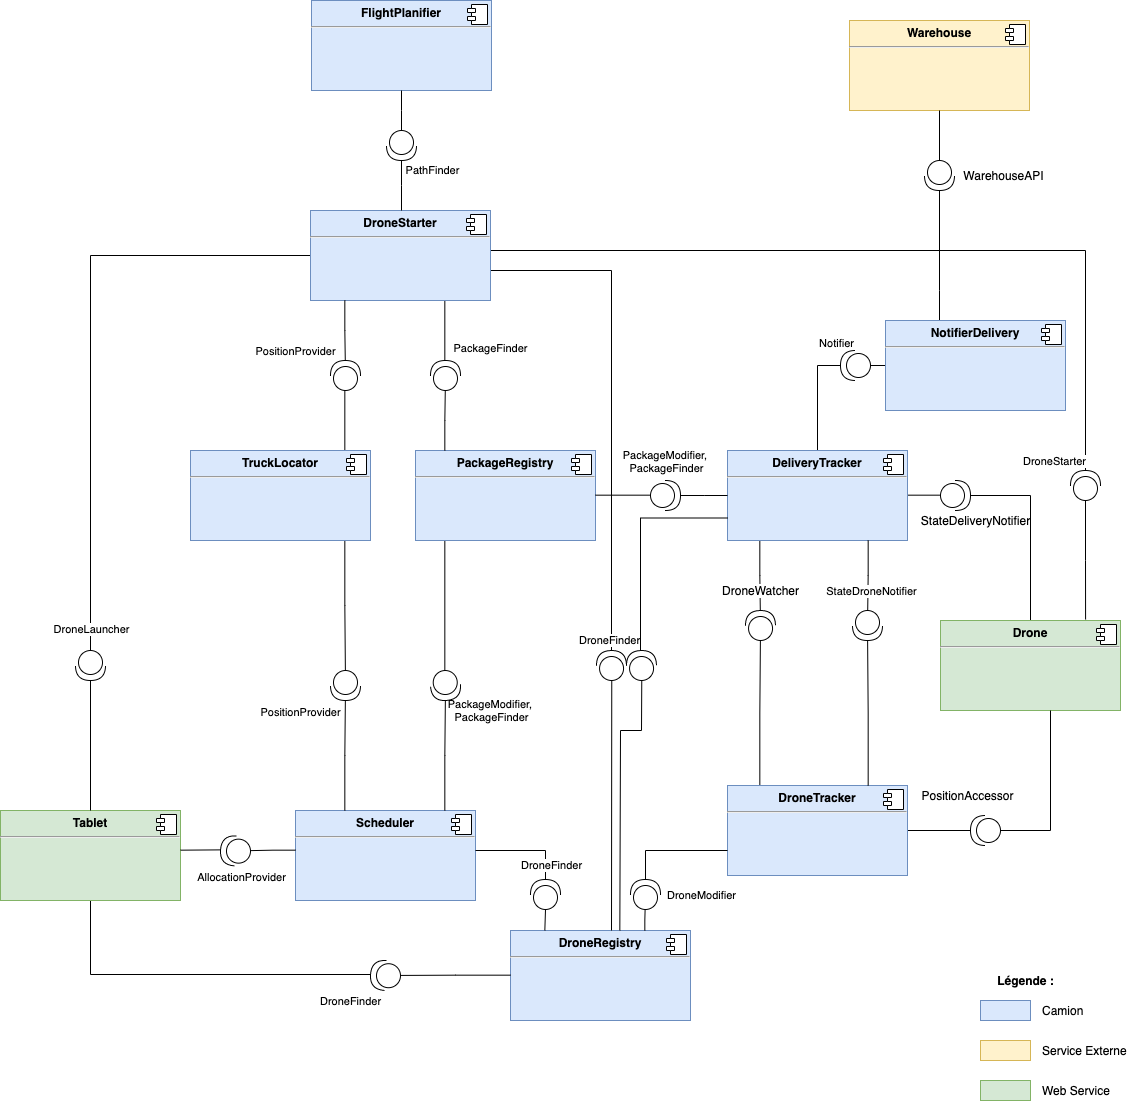 FlightPlanifier
Warehouse
PathFinder
WarehouseAPI
DroneStarter
NotifierDelivery
Notifier
PositionProvider
PackageFinder
TruckLocator
PackageRegistry
PackageModifier,
PackageFinder
DeliveryTracker
DroneStarter
StateDeliveryNotifier
DroneWatcher
StateDroneNotifier
DroneLauncher
DroneFinder
Drone
PositionProvider
PackageModifier,
PackageFinder
Tablet
Scheduler
DroneTracker
PositionAccessor
AllocationProvider
DroneFinder
DroneModifier
DroneRegistry
DroneFinder
Légende :
Camion
Service Externe
Web Service